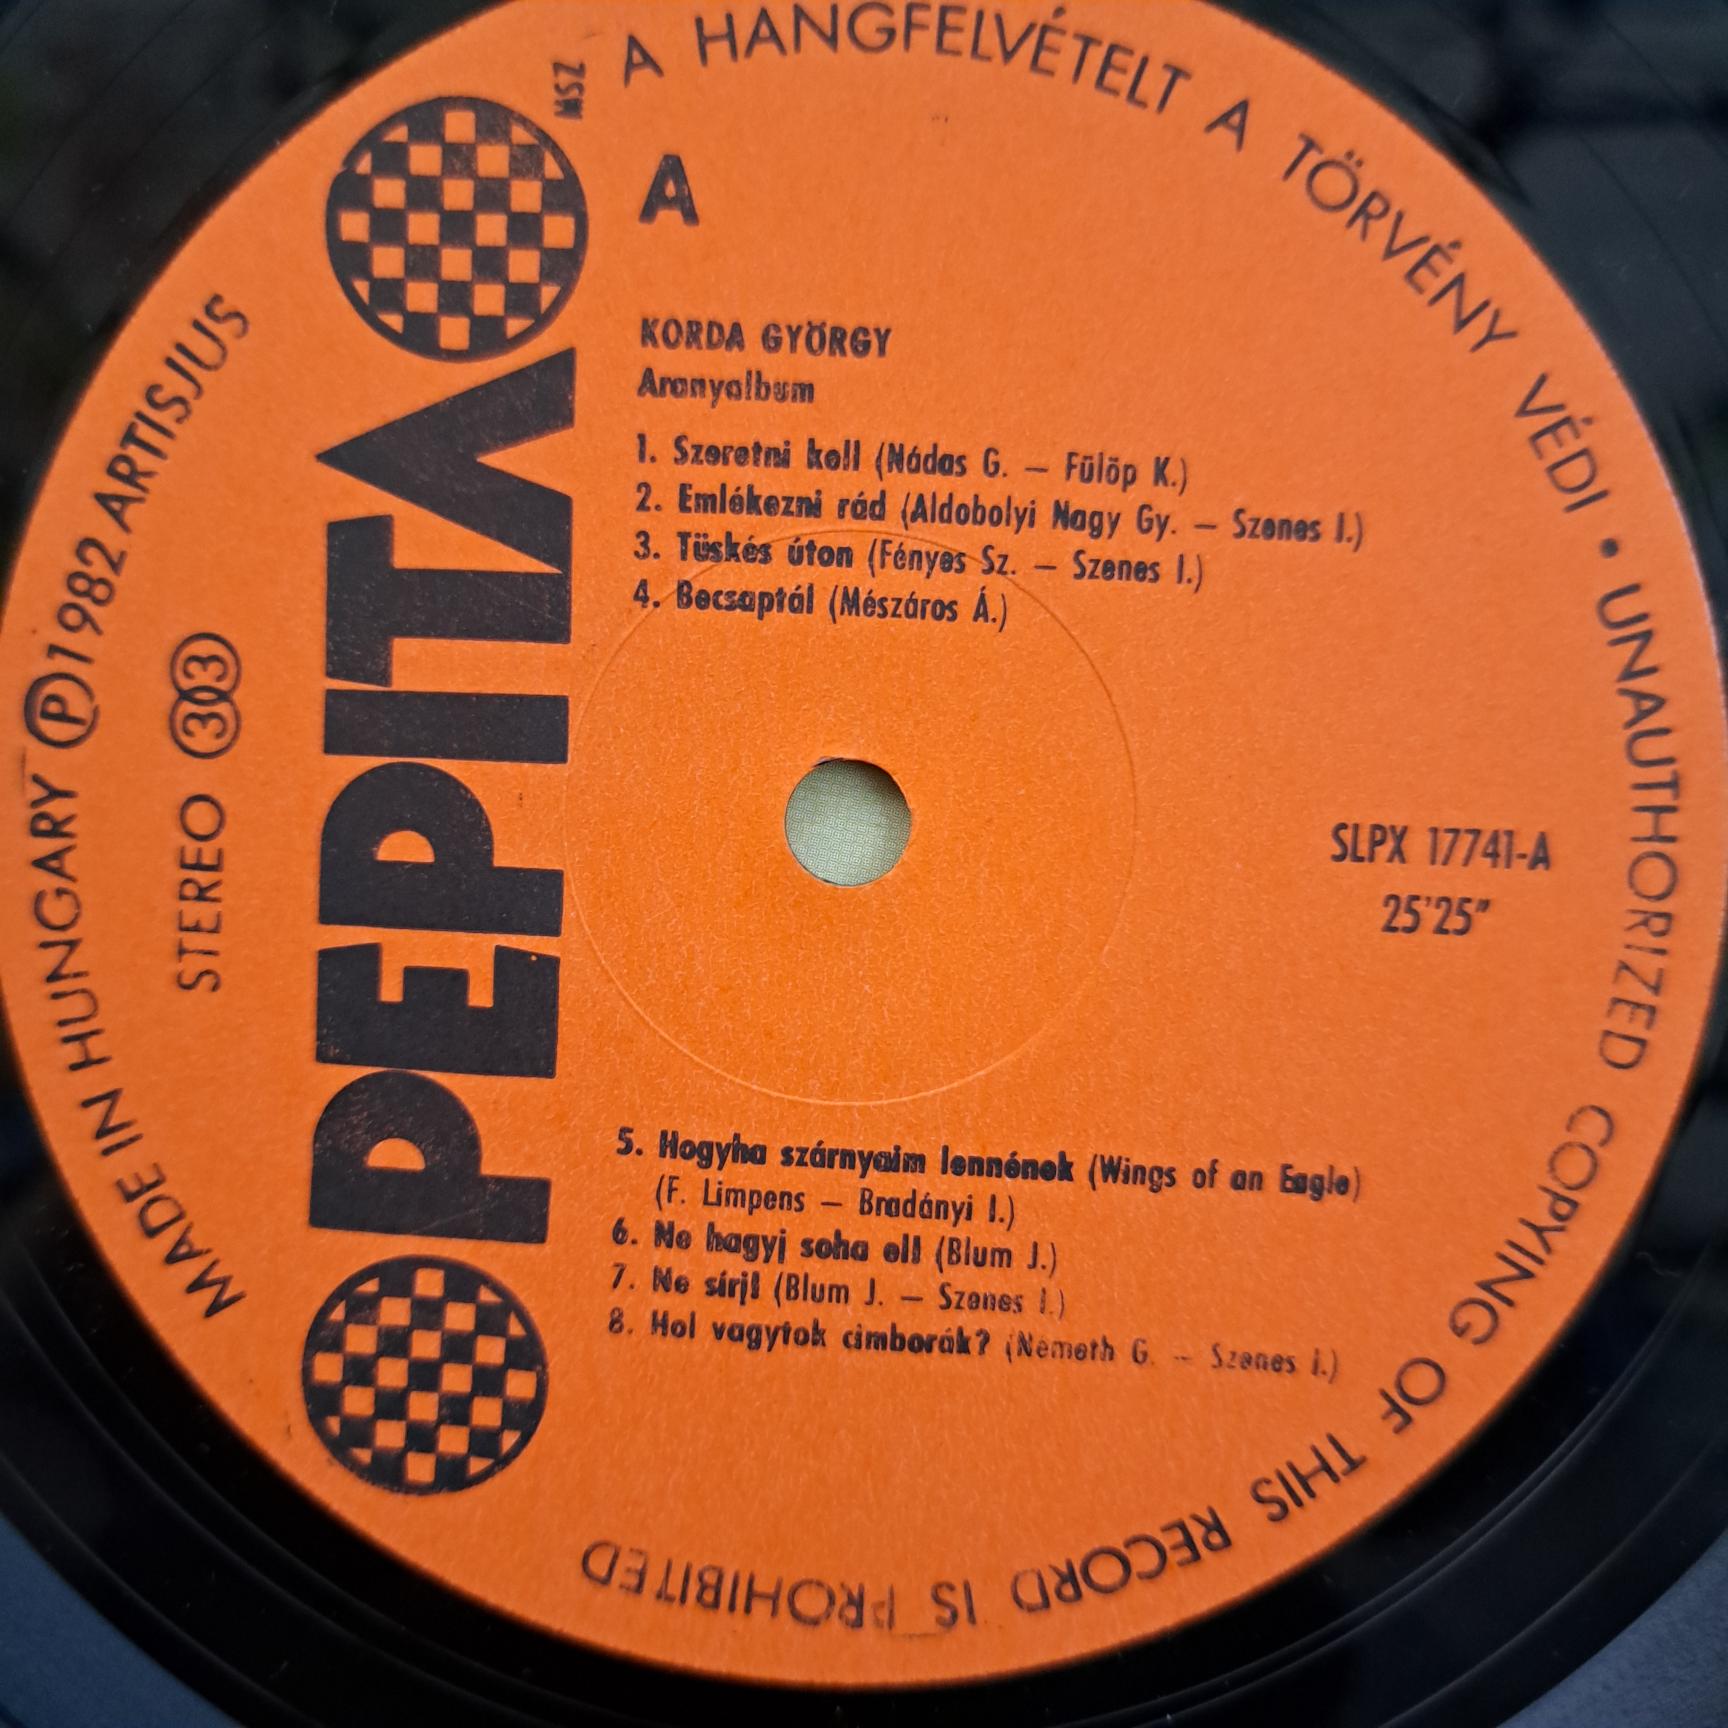 A HANGFELVÉTELT A TÖRVÉNY VÉDI • UNAUTHORIZED COPYING OF THIS RECORD IS PROHIBITED
MADE IN HUNGARY Ⓟ 1982 ARTISJUS
STEREO 33
PEPITA
MSZ
A
KORDA GYÖRGY
Aranyalbum
1. Szeretni kell (Nádas G. – Fülöp K.)
2. Emlékezni rád (Aldobolyi Nagy Gy. – Szenes I.)
3. Tüskés úton (Fényes Sz. – Szenes I.)
4. Becsaptál (Mészáros Á.)
SLPX 17741-A
25'25"
5. Hogyha szárnyaim lennének (Wings of an Eagle)
(F. Limpens – Bradányi I.)
6. Ne hagyj soha el! (Blum J.)
7. Ne sírj! (Blum J. – Szenes I.)
8. Hol vagytok cimborák? (Németh G. – Szenes I.)